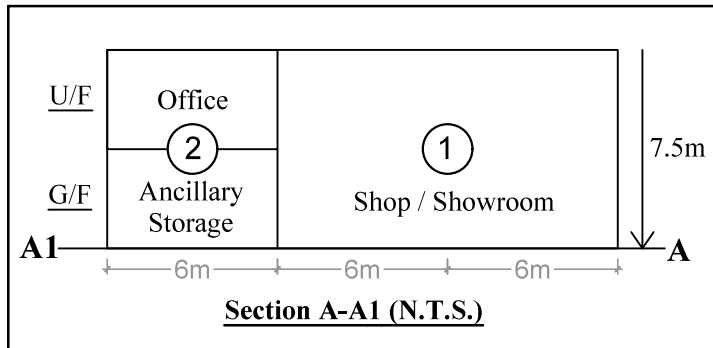 U/F
Office
2
1
7.5m
G/F
Ancillary
Storage
Shop / Showroom
A1
A
6m
6m
6m
Section A-A1 (N.T.S.)